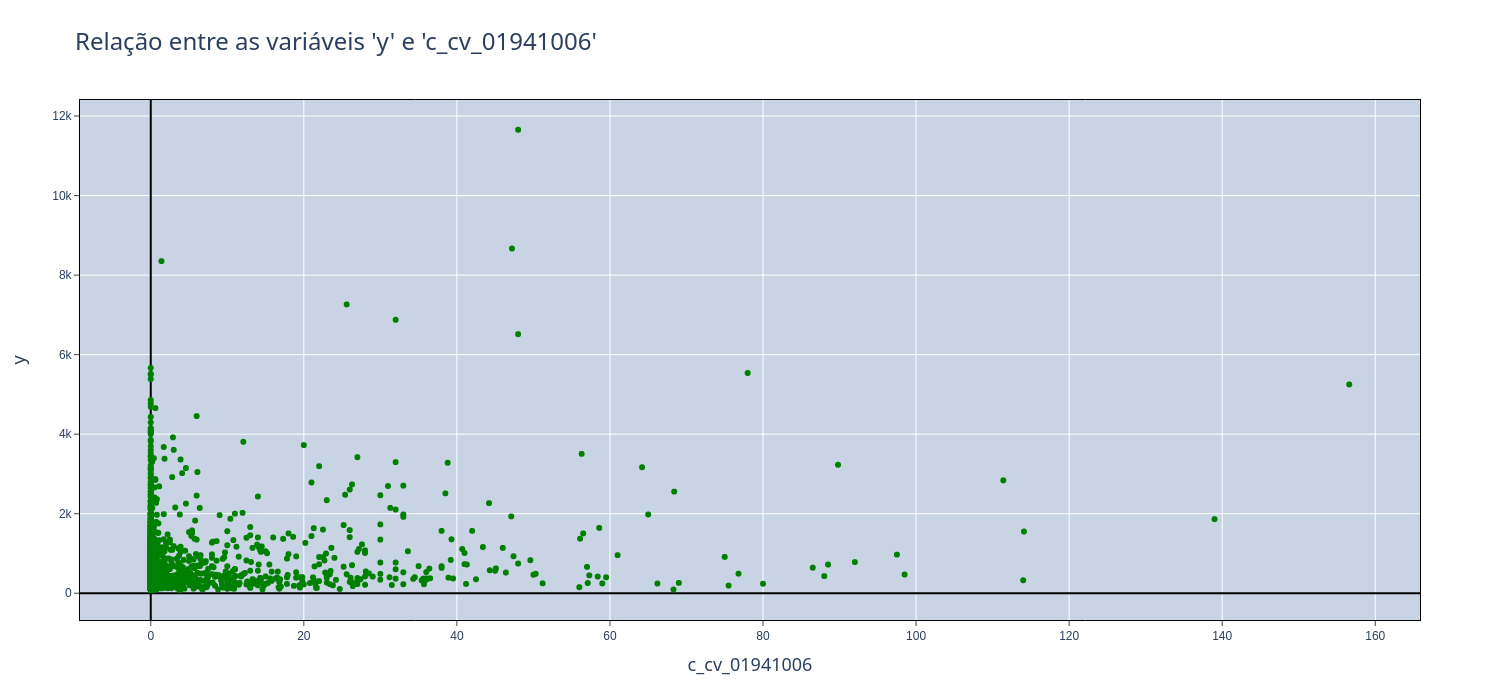 Relação entre as variáveis 'y' e 'c_cv_01941006'
12k
10k
8k
6k
4k
2k
0
y
0 20 40 60 80 100 120 140 160
c_cv_01941006